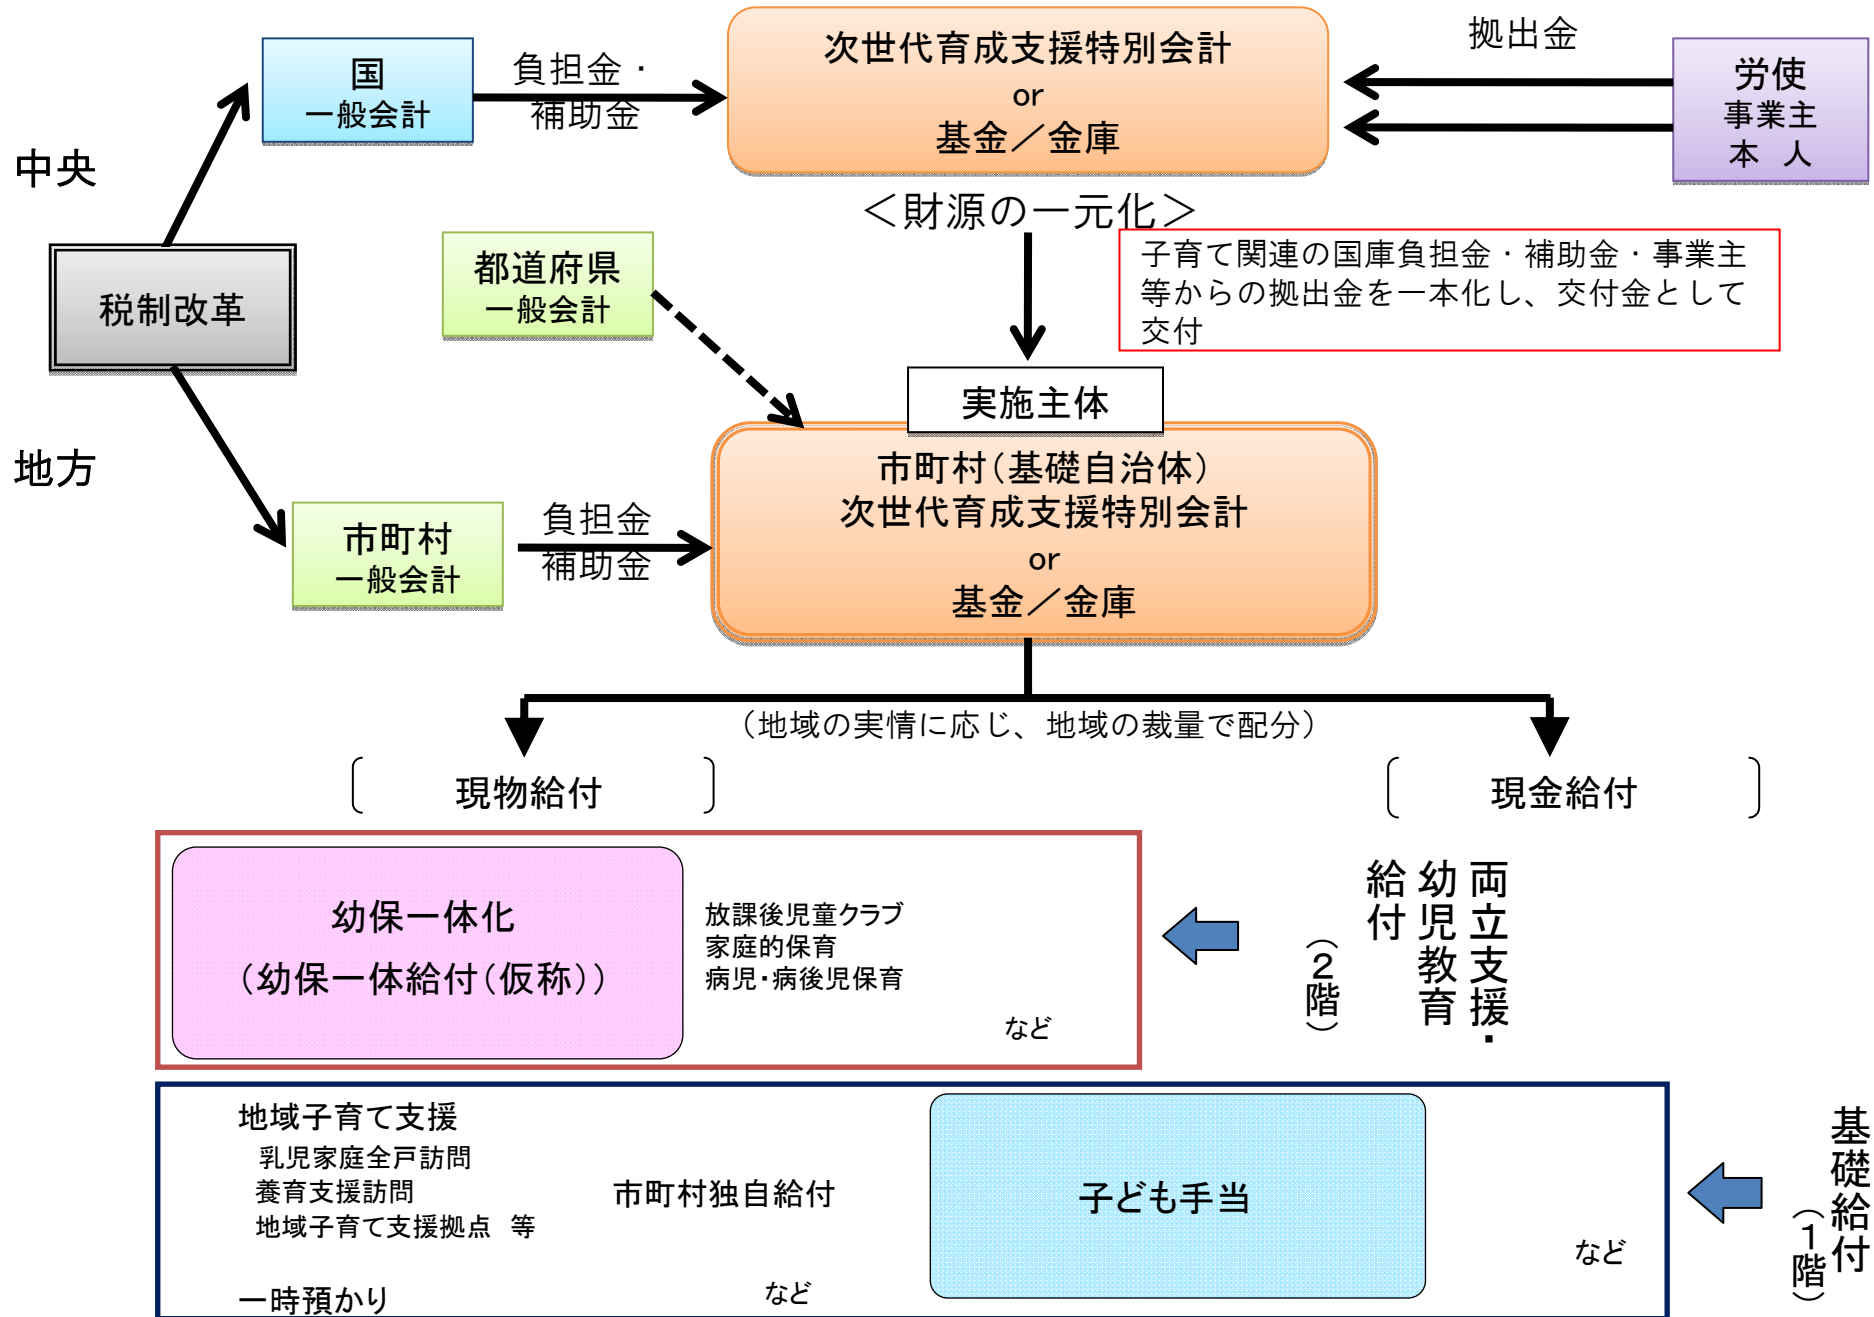 国
一般会計
負担金・
補助金
次世代育成支援特別会計
or
基金／金庫
拠出金
労使
事業主
本　人
中央
＜財源の一元化＞
税制改革
都道府県
一般会計
子育て関連の国庫負担金・補助金・事業主
等からの拠出金を一本化し、交付金として
交付
実施主体
地方
市町村
一般会計
負担金
補助金
市町村（基礎自治体）
次世代育成支援特別会計
or
基金／金庫
（地域の実情に応じ、地域の裁量で配分）
現物給付
現金給付
幼保一体化
（幼保一体給付（仮称））
放課後児童クラブ
家庭的保育
病児・病後児保育
など
両立支援・
幼児教育
給付
（２階）
地域子育て支援
乳児家庭全戸訪問
養育支援訪問
地域子育て支援拠点　等
一時預かり
市町村独自給付
など
子ども手当
など
基礎給付
（１階）